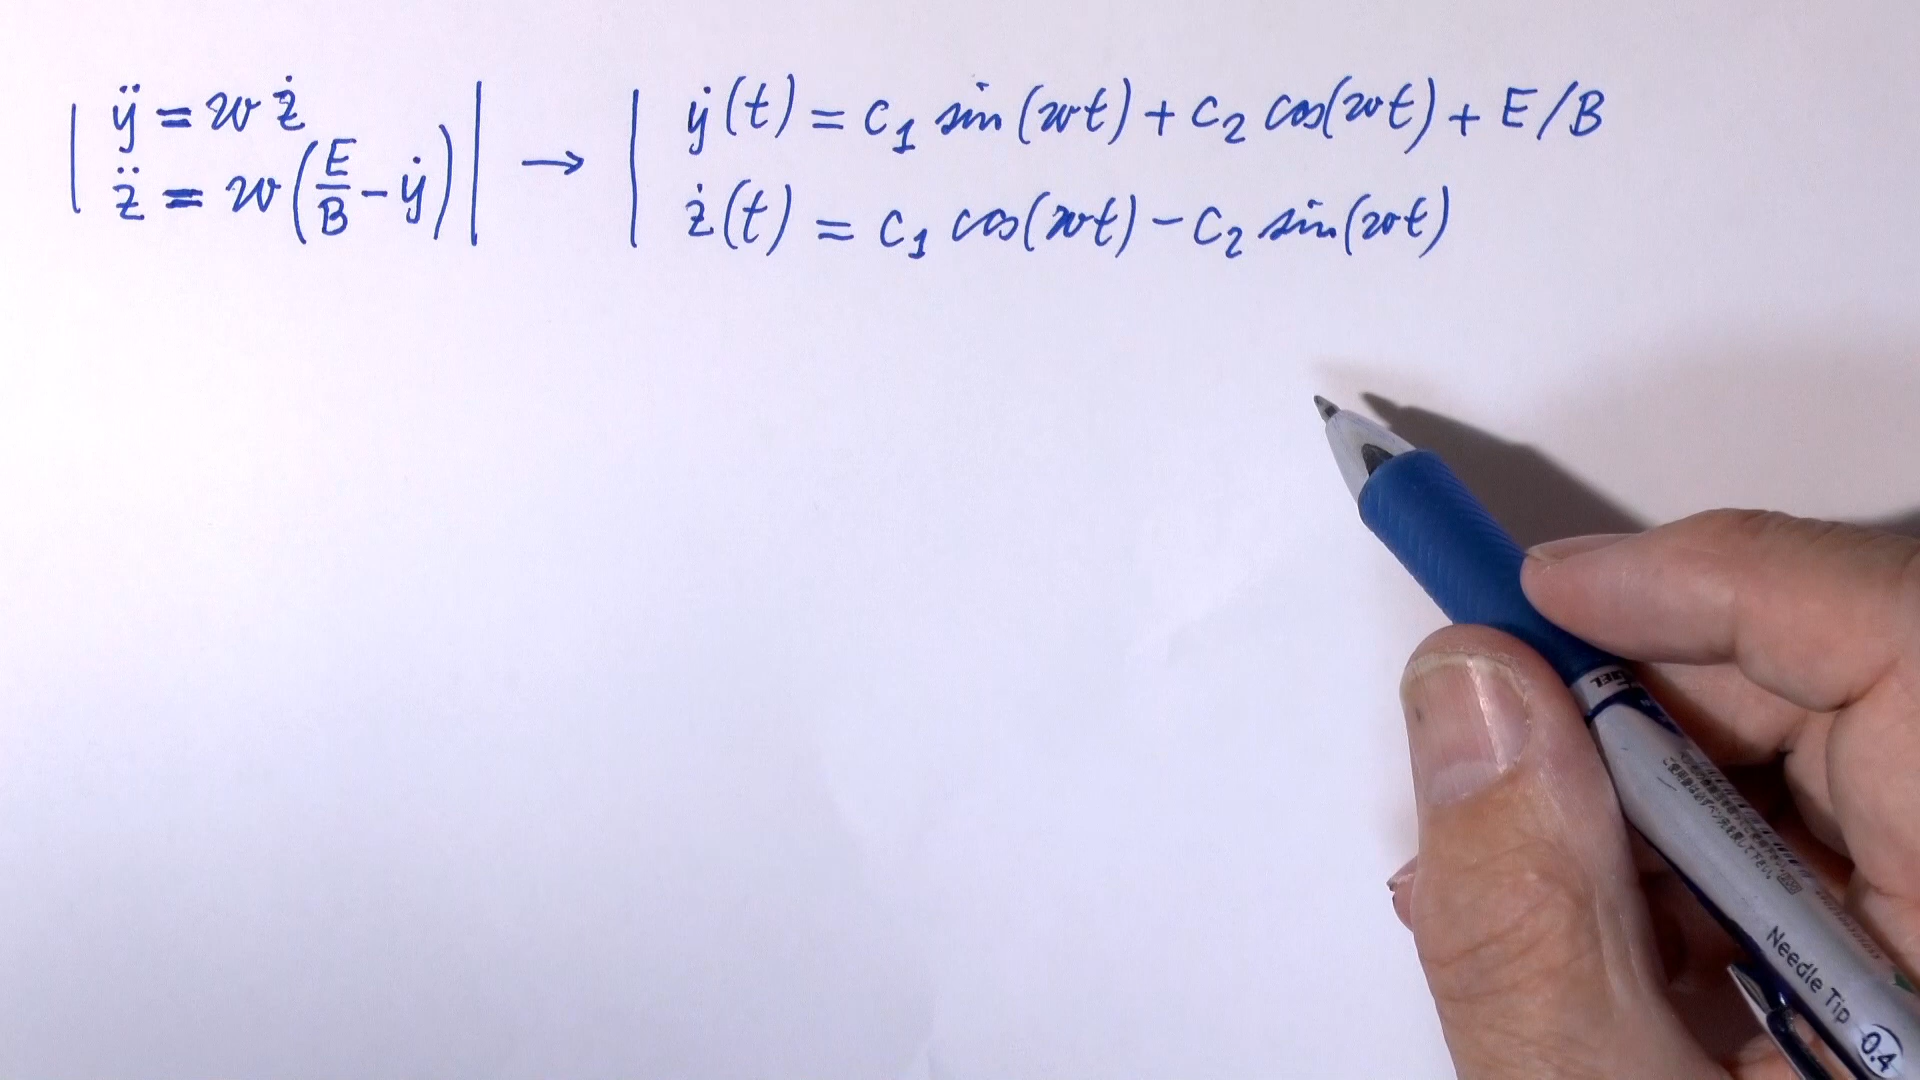 | ÿ = w ż | → | ẏ(t) = c₁ sin(wt) + c₂ cos(wt) + E/B
| z̈ = w(E/B − ẏ) | | ż(t) = c₁ cos(wt) − c₂ sin(wt)
Needle Tip 0.4